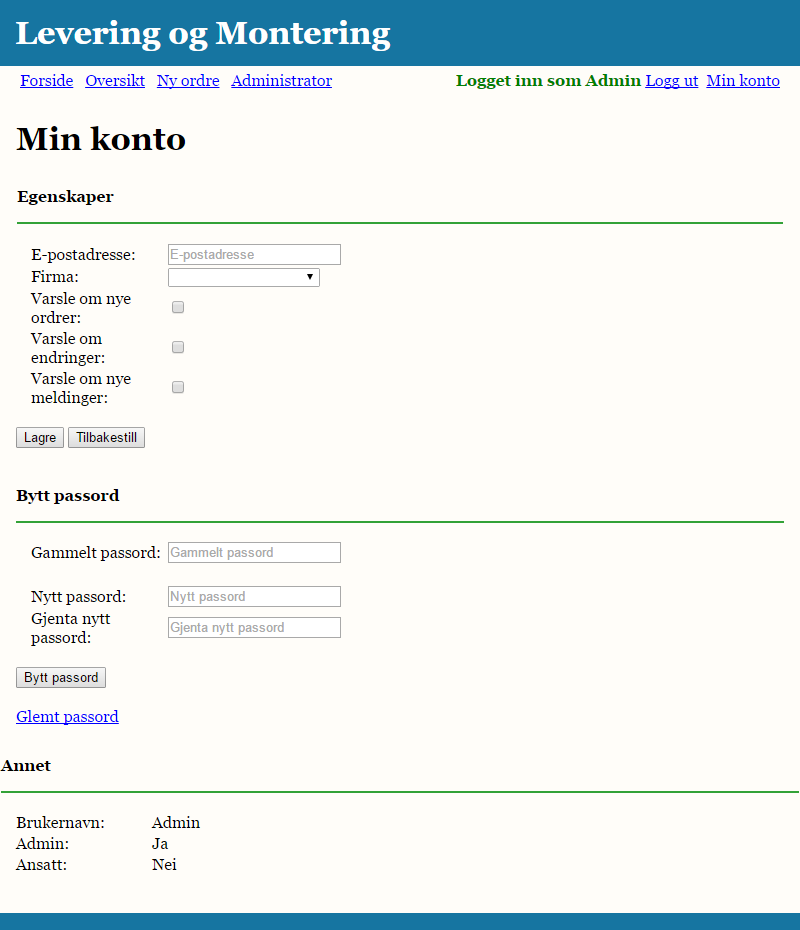 Levering og Montering
Forside Oversikt Ny ordre Administrator Logget inn som Admin Logg ut Min konto
Min konto
Egenskaper
E-postadresse: E-postadresse
Firma:
Varsle om nye
ordrer:
Varsle om
endringer:
Varsle om nye
meldinger:
Lagre Tilbakestill
Bytt passord
Gammelt passord: Gammelt passord
Nytt passord: Nytt passord
Gjenta nytt
passord: Gjenta nytt passord
Bytt passord
Glemt passord
Annet
Brukernavn: Admin
Admin: Ja
Ansatt: Nei